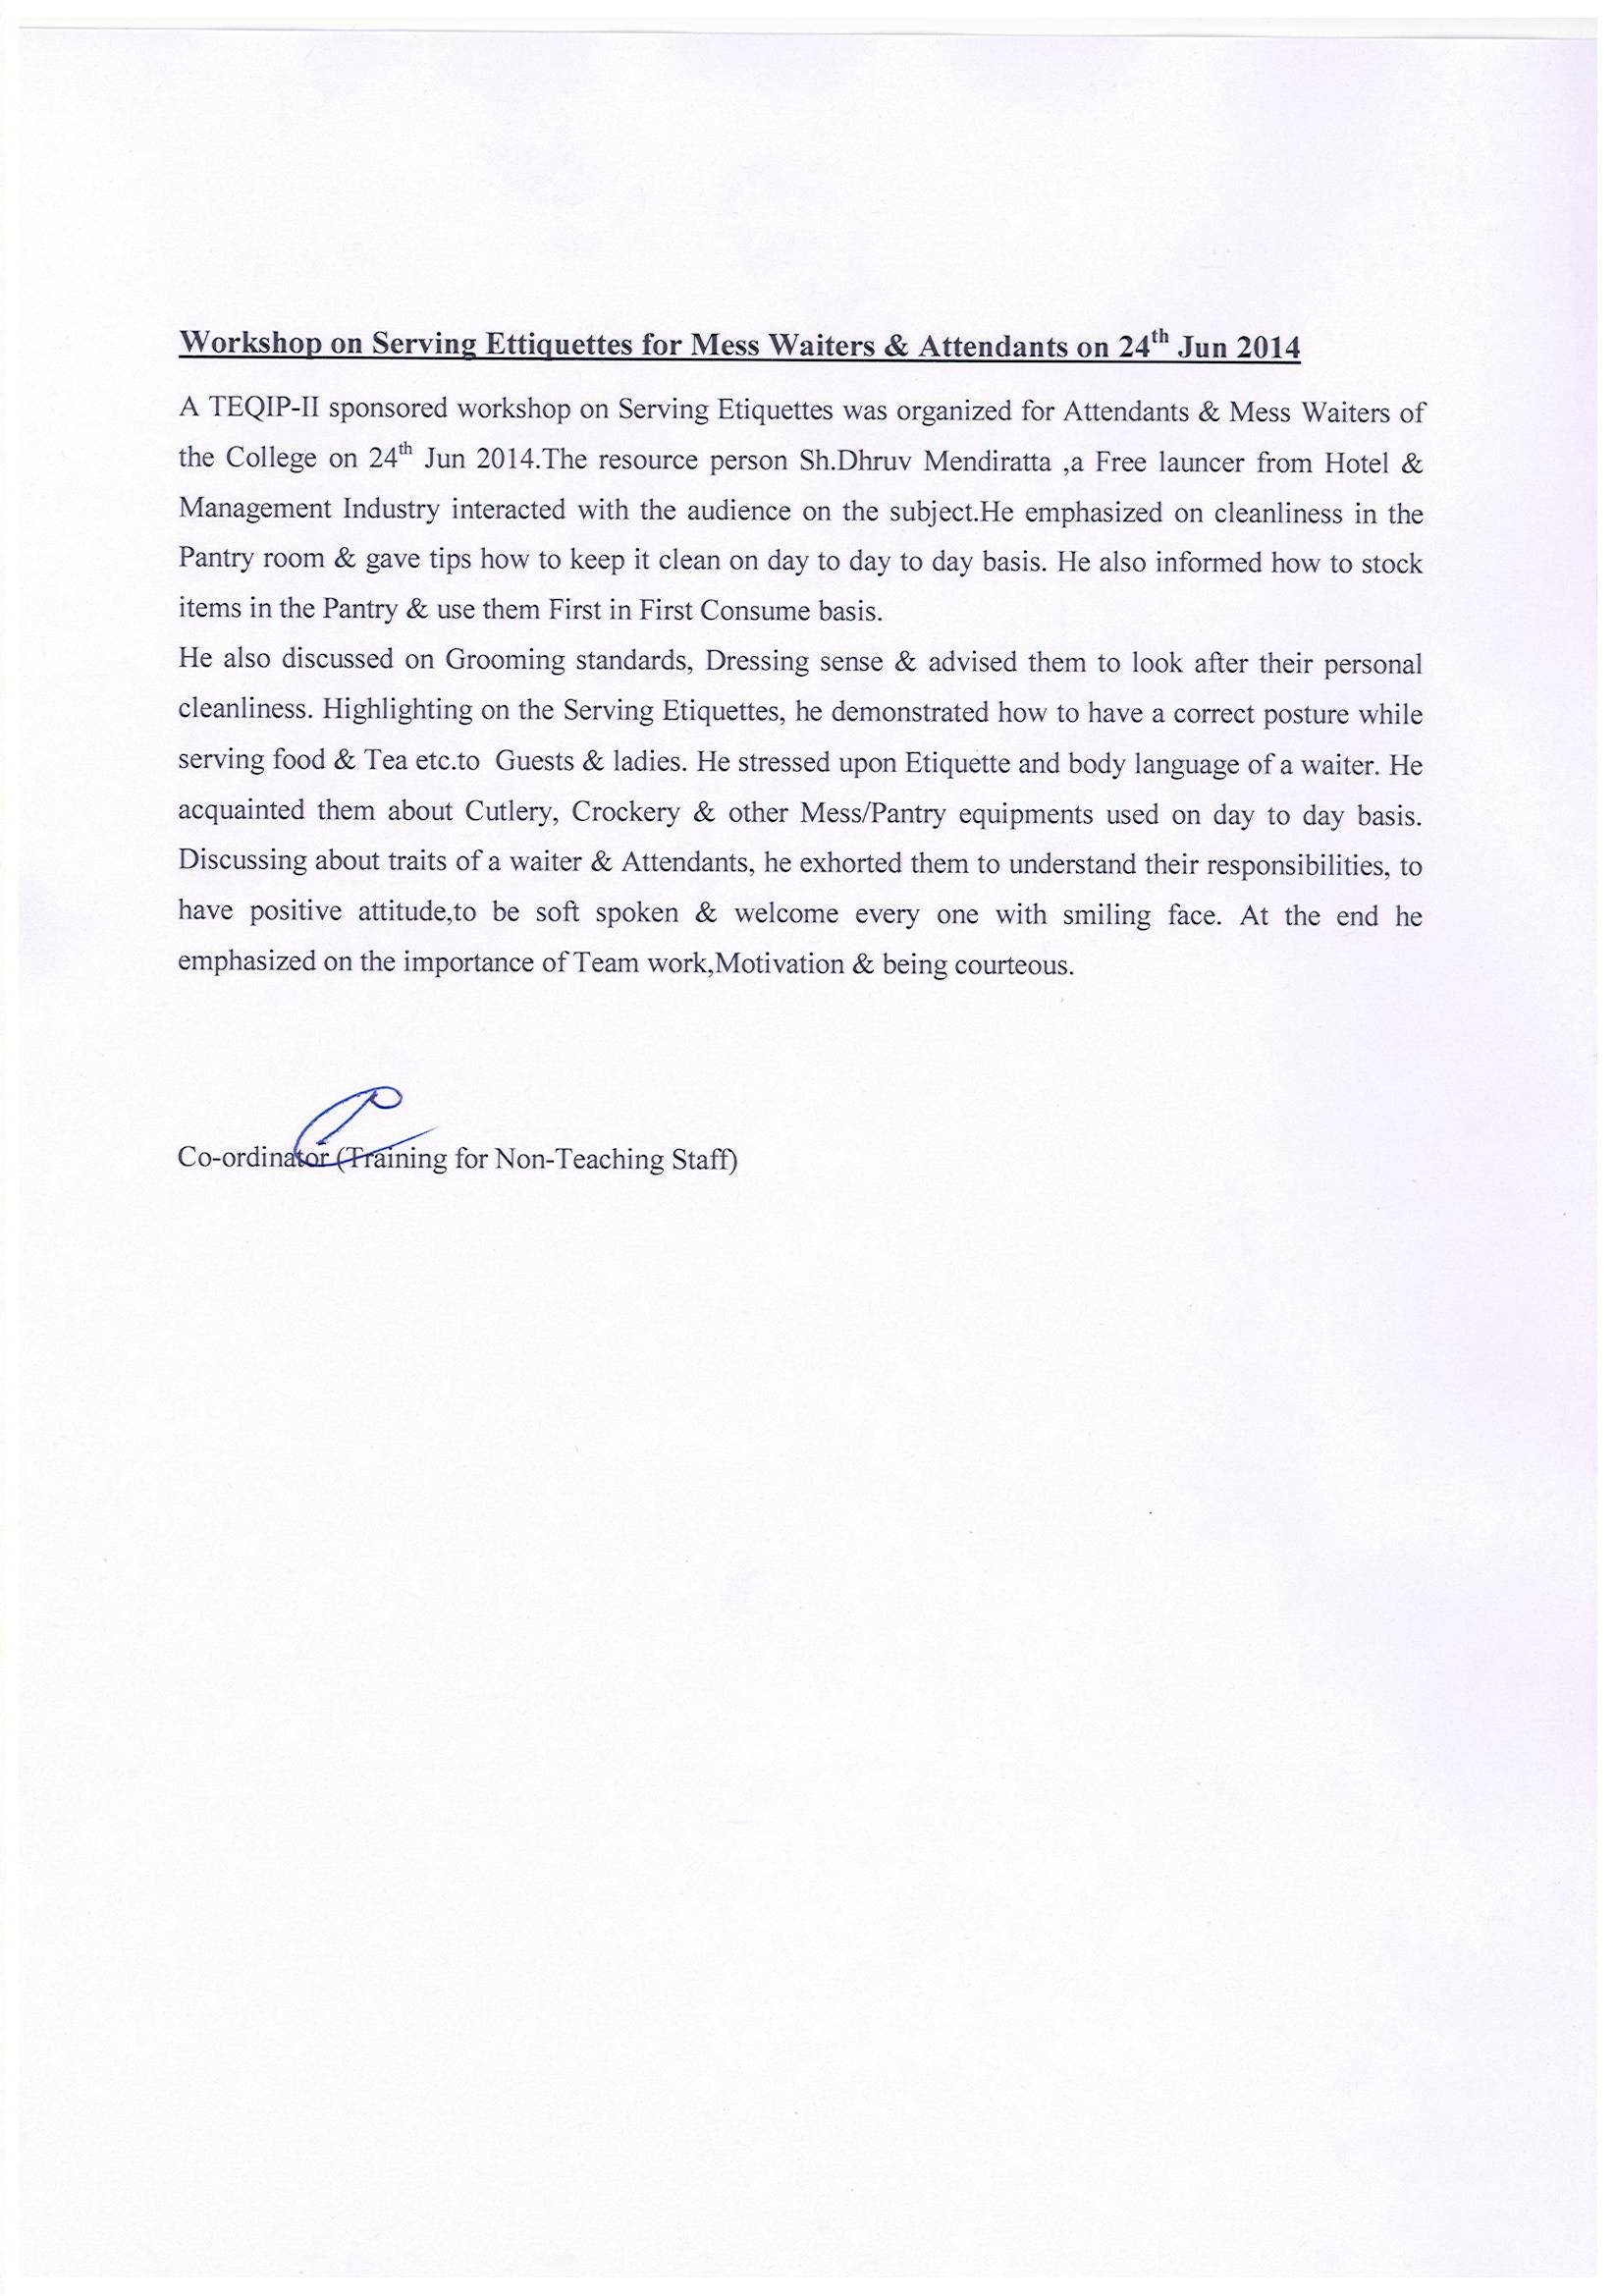 Workshop on Serving Ettiquettes for Mess Waiters & Attendants on 24th Jun 2014
A TEQIP-II sponsored workshop on Serving Etiquettes was organized for Attendants & Mess Waiters of
the College on 24th Jun 2014.The resource person Sh.Dhruv Mendiratta ,a Free launcer from Hotel &
Management Industry interacted with the audience on the subject.He emphasized on cleanliness in the
Pantry room & gave tips how to keep it clean on day to day to day basis. He also informed how to stock
items in the Pantry & use them First in First Consume basis.
He also discussed on Grooming standards, Dressing sense & advised them to look after their personal
cleanliness. Highlighting on the Serving Etiquettes, he demonstrated how to have a correct posture while
serving food & Tea etc.to Guests & ladies. He stressed upon Etiquette and body language of a waiter. He
acquainted them about Cutlery, Crockery & other Mess/Pantry equipments used on day to day basis.
Discussing about traits of a waiter & Attendants, he exhorted them to understand their responsibilities, to
have positive attitude,to be soft spoken & welcome every one with smiling face. At the end he
emphasized on the importance of Team work,Motivation & being courteous.
Co-ordinator (Training for Non-Teaching Staff)